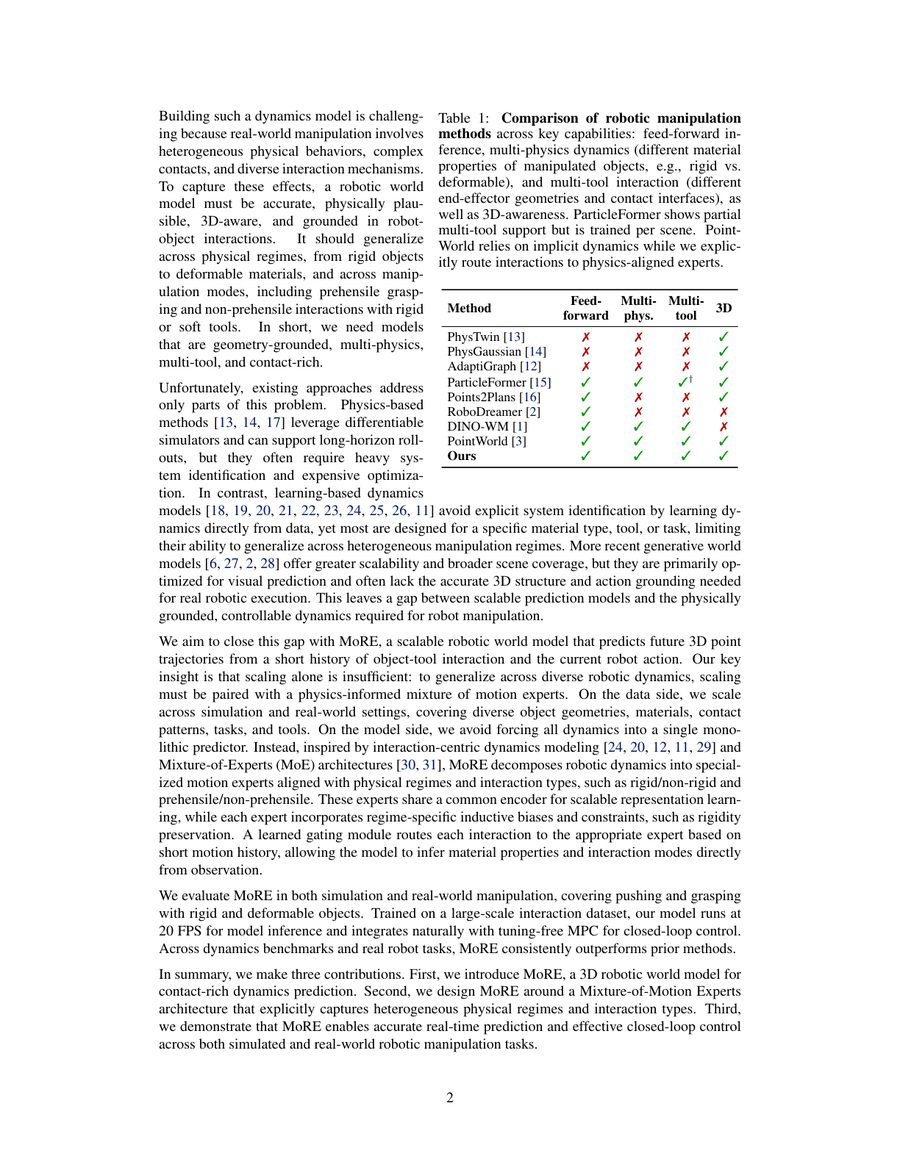 Building such a dynamics model is challeng-
ing because real-world manipulation involves
heterogeneous physical behaviors, complex
contacts, and diverse interaction mechanisms.
To capture these effects, a robotic world
model must be accurate, physically plau-
sible, 3D-aware, and grounded in robot-
object interactions. It should generalize
across physical regimes, from rigid objects
to deformable materials, and across manip-
ulation modes, including prehensile grasp-
ing and non-prehensile interactions with rigid
or soft tools. In short, we need models
that are geometry-grounded, multi-physics,
multi-tool, and contact-rich.
Table 1: Comparison of robotic manipulation
methods across key capabilities: feed-forward in-
ference, multi-physics dynamics (different material
properties of manipulated objects, e.g., rigid vs.
deformable), and multi-tool interaction (different
end-effector geometries and contact interfaces), as
well as 3D-awareness. ParticleFormer shows partial
multi-tool support but is trained per scene. Point-
World relies on implicit dynamics while we explic-
itly route interactions to physics-aligned experts.
Method Feed-forward Multi-phys. Multi-tool 3D
PhysTwin [13] ✗ ✗ ✗ ✓
PhysGaussian [14] ✗ ✗ ✗ ✓
AdaptiGraph [12] ✗ ✗ ✗ ✓
ParticleFormer [15] ✓ ✓ ✓† ✓
Points2Plans [16] ✓ ✗ ✗ ✓
RoboDreamer [2] ✓ ✗ ✗ ✗
DINO-WM [1] ✓ ✓ ✓ ✗
PointWorld [3] ✓ ✓ ✓ ✓
Ours ✓ ✓ ✓ ✓
Unfortunately, existing approaches address
only parts of this problem. Physics-based
methods [13, 14, 17] leverage differentiable
simulators and can support long-horizon roll-
outs, but they often require heavy sys-
tem identification and expensive optimiza-
tion. In contrast, learning-based dynamics
models [18, 19, 20, 21, 22, 23, 24, 25, 26, 11] avoid explicit system identification by learning dy-
namics directly from data, yet most are designed for a specific material type, tool, or task, limiting
their ability to generalize across heterogeneous manipulation regimes. More recent generative world
models [6, 27, 2, 28] offer greater scalability and broader scene coverage, but they are primarily op-
timized for visual prediction and often lack the accurate 3D structure and action grounding needed
for real robotic execution. This leaves a gap between scalable prediction models and the physically
grounded, controllable dynamics required for robot manipulation.
We aim to close this gap with MoRE, a scalable robotic world model that predicts future 3D point
trajectories from a short history of object-tool interaction and the current robot action. Our key
insight is that scaling alone is insufficient: to generalize across diverse robotic dynamics, scaling
must be paired with a physics-informed mixture of motion experts. On the data side, we scale
across simulation and real-world settings, covering diverse object geometries, materials, contact
patterns, tasks, and tools. On the model side, we avoid forcing all dynamics into a single mono-
lithic predictor. Instead, inspired by interaction-centric dynamics modeling [24, 20, 12, 11, 29] and
Mixture-of-Experts (MoE) architectures [30, 31], MoRE decomposes robotic dynamics into special-
ized motion experts aligned with physical regimes and interaction types, such as rigid/non-rigid and
prehensile/non-prehensile. These experts share a common encoder for scalable representation learn-
ing, while each expert incorporates regime-specific inductive biases and constraints, such as rigidity
preservation. A learned gating module routes each interaction to the appropriate expert based on
short motion history, allowing the model to infer material properties and interaction modes directly
from observation.
We evaluate MoRE in both simulation and real-world manipulation, covering pushing and grasping
with rigid and deformable objects. Trained on a large-scale interaction dataset, our model runs at
20 FPS for model inference and integrates naturally with tuning-free MPC for closed-loop control.
Across dynamics benchmarks and real robot tasks, MoRE consistently outperforms prior methods.
In summary, we make three contributions. First, we introduce MoRE, a 3D robotic world model for
contact-rich dynamics prediction. Second, we design MoRE around a Mixture-of-Motion Experts
architecture that explicitly captures heterogeneous physical regimes and interaction types. Third,
we demonstrate that MoRE enables accurate real-time prediction and effective closed-loop control
across both simulated and real-world robotic manipulation tasks.
2